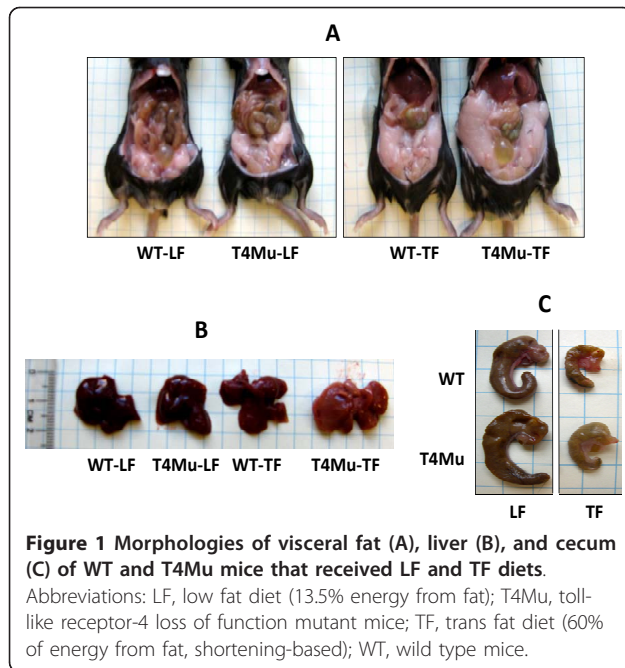 A
WT-LF T4Mu-LF WT-TF T4Mu-TF
B
WT-LF T4Mu-LF WT-TF T4Mu-TF
C
WT
T4Mu
LF TF
Figure 1 Morphologies of visceral fat (A), liver (B), and cecum
(C) of WT and T4Mu mice that received LF and TF diets.
Abbreviations: LF, low fat diet (13.5% energy from fat); T4Mu, toll-
like receptor-4 loss of function mutant mice; TF, trans fat diet (60%
of energy from fat, shortening-based); WT, wild type mice.